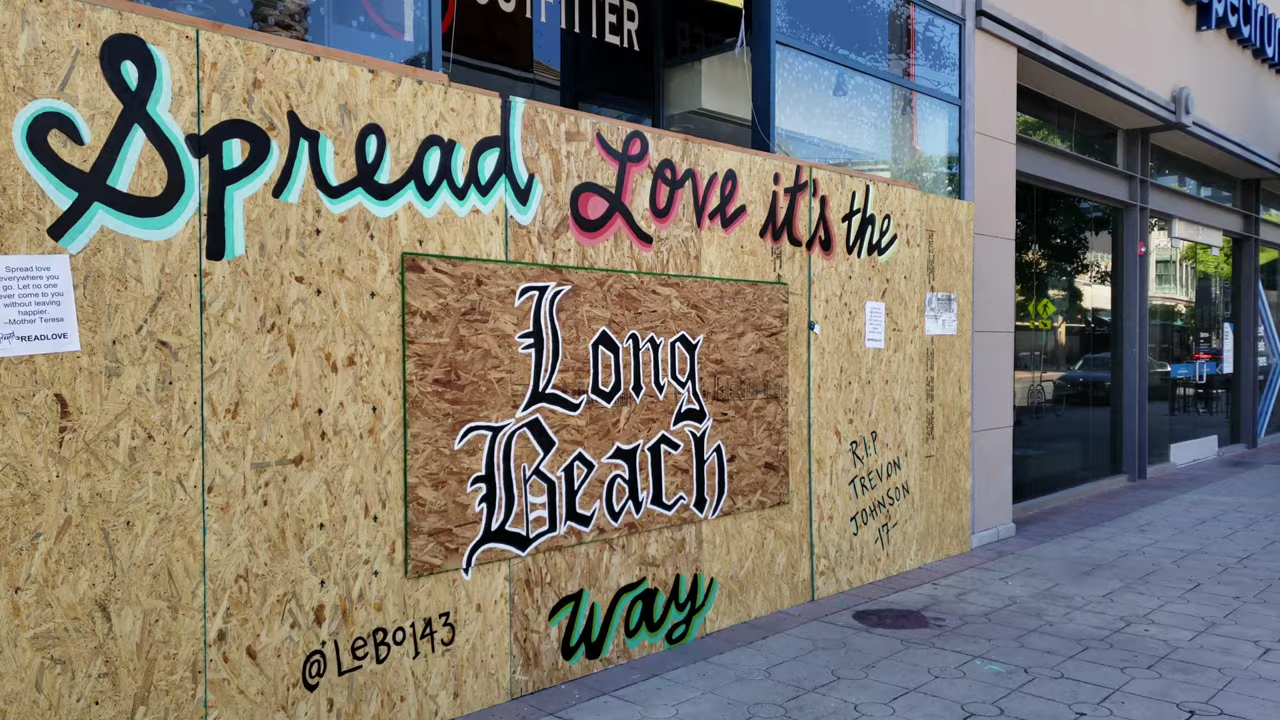 OUTFITTER
Spectrum
Spread Love it's the
Long
Beach
Way
Spread love
everywhere you
go. Let no one
ever come to you
without leaving
happier.
–Mother Teresa
#SPREADLOVE
R.I.P
TREVON
JOHNSON
-17-
@LeBo143